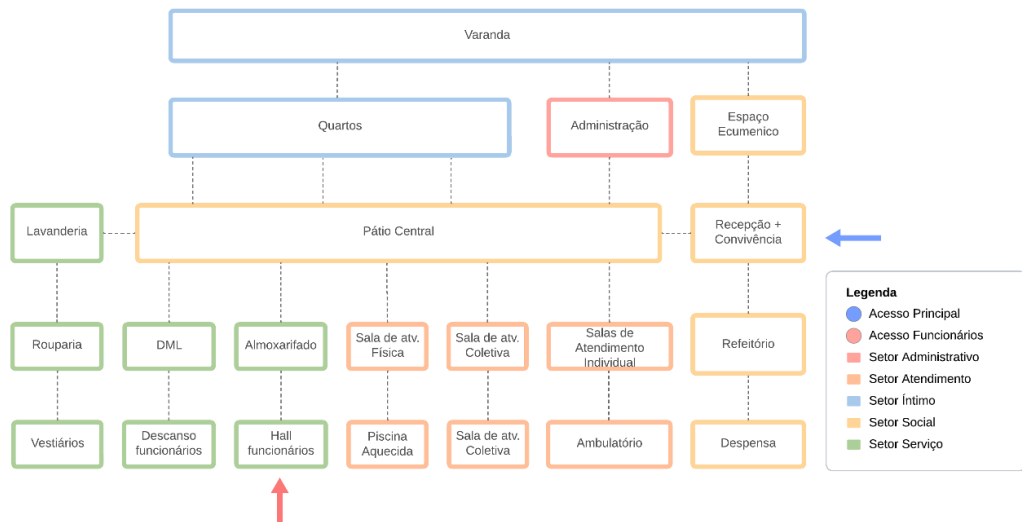 Varanda
Quartos
Administração
Espaço
Ecumenico
Lavanderia
Pátio Central
Recepção +
Convivência
Legenda
Acesso Principal
Acesso Funcionários
Setor Administrativo
Setor Atendimento
Setor Íntimo
Setor Social
Setor Serviço
Rouparia
DML
Almoxarifado
Sala de atv.
Física
Sala de atv.
Coletiva
Salas de
Atendimento
Individual
Refeitório
Vestiários
Descanso
funcionários
Hall
funcionários
Piscina
Aquecida
Sala de atv.
Coletiva
Ambulatório
Despensa